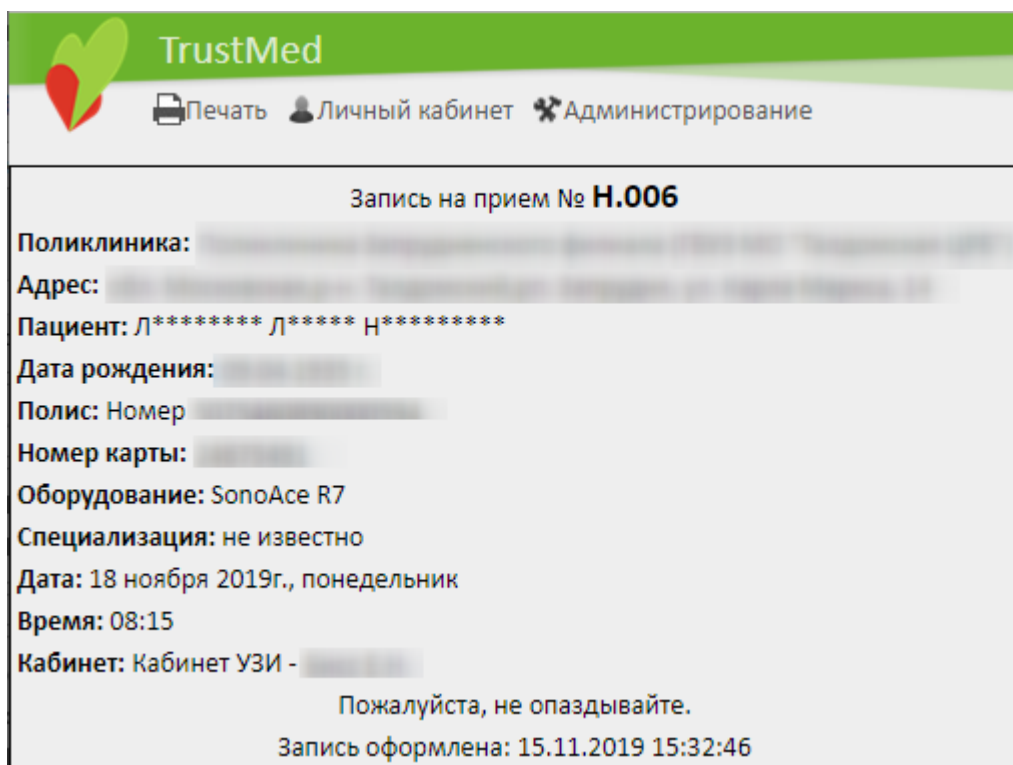 TrustMed
Печать Личный кабинет Администрирование
Запись на прием № Н.006
Поликлиника:
Адрес:
Пациент: Л******** Л***** Н*********
Дата рождения:
Полис: Номер
Номер карты:
Оборудование: SonoAce R7
Специализация: не известно
Дата: 18 ноября 2019г., понедельник
Время: 08:15
Кабинет: Кабинет УЗИ -
Пожалуйста, не опаздывайте.
Запись оформлена: 15.11.2019 15:32:46